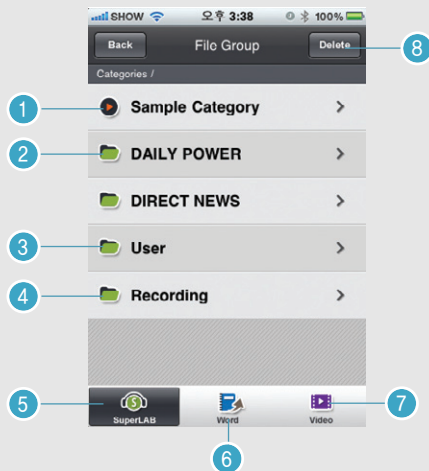 SHOW 오후 3:38 100%
Back File Group Delete 8
Categories /
1 Sample Category
2 DAILY POWER
DIRECT NEWS
3 User
4 Recording
5 SuperLAB Word Video 7
6